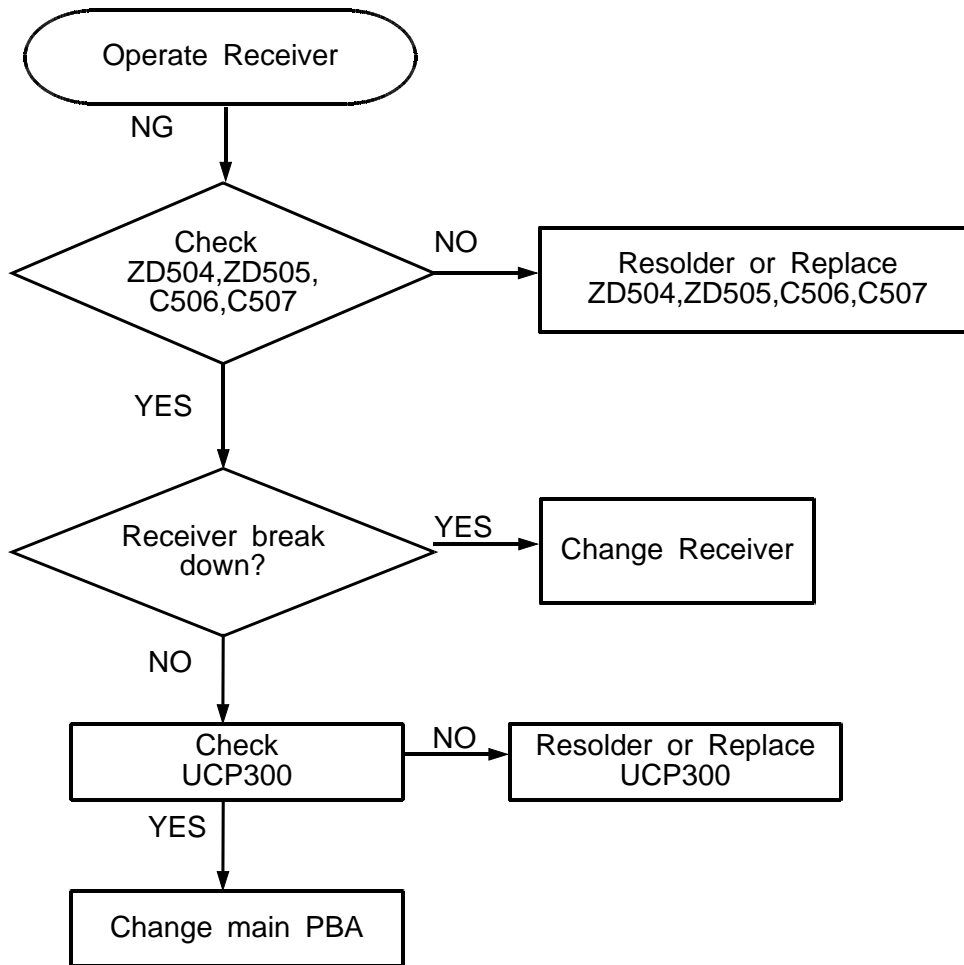 Operate Receiver
NG
Check
ZD504,ZD505,
C506,C507
NO
Resolder or Replace
ZD504,ZD505,C506,C507
YES
Receiver break
down?
YES
Change Receiver
NO
Check
UCP300
NO
Resolder or Replace
UCP300
YES
Change main PBA